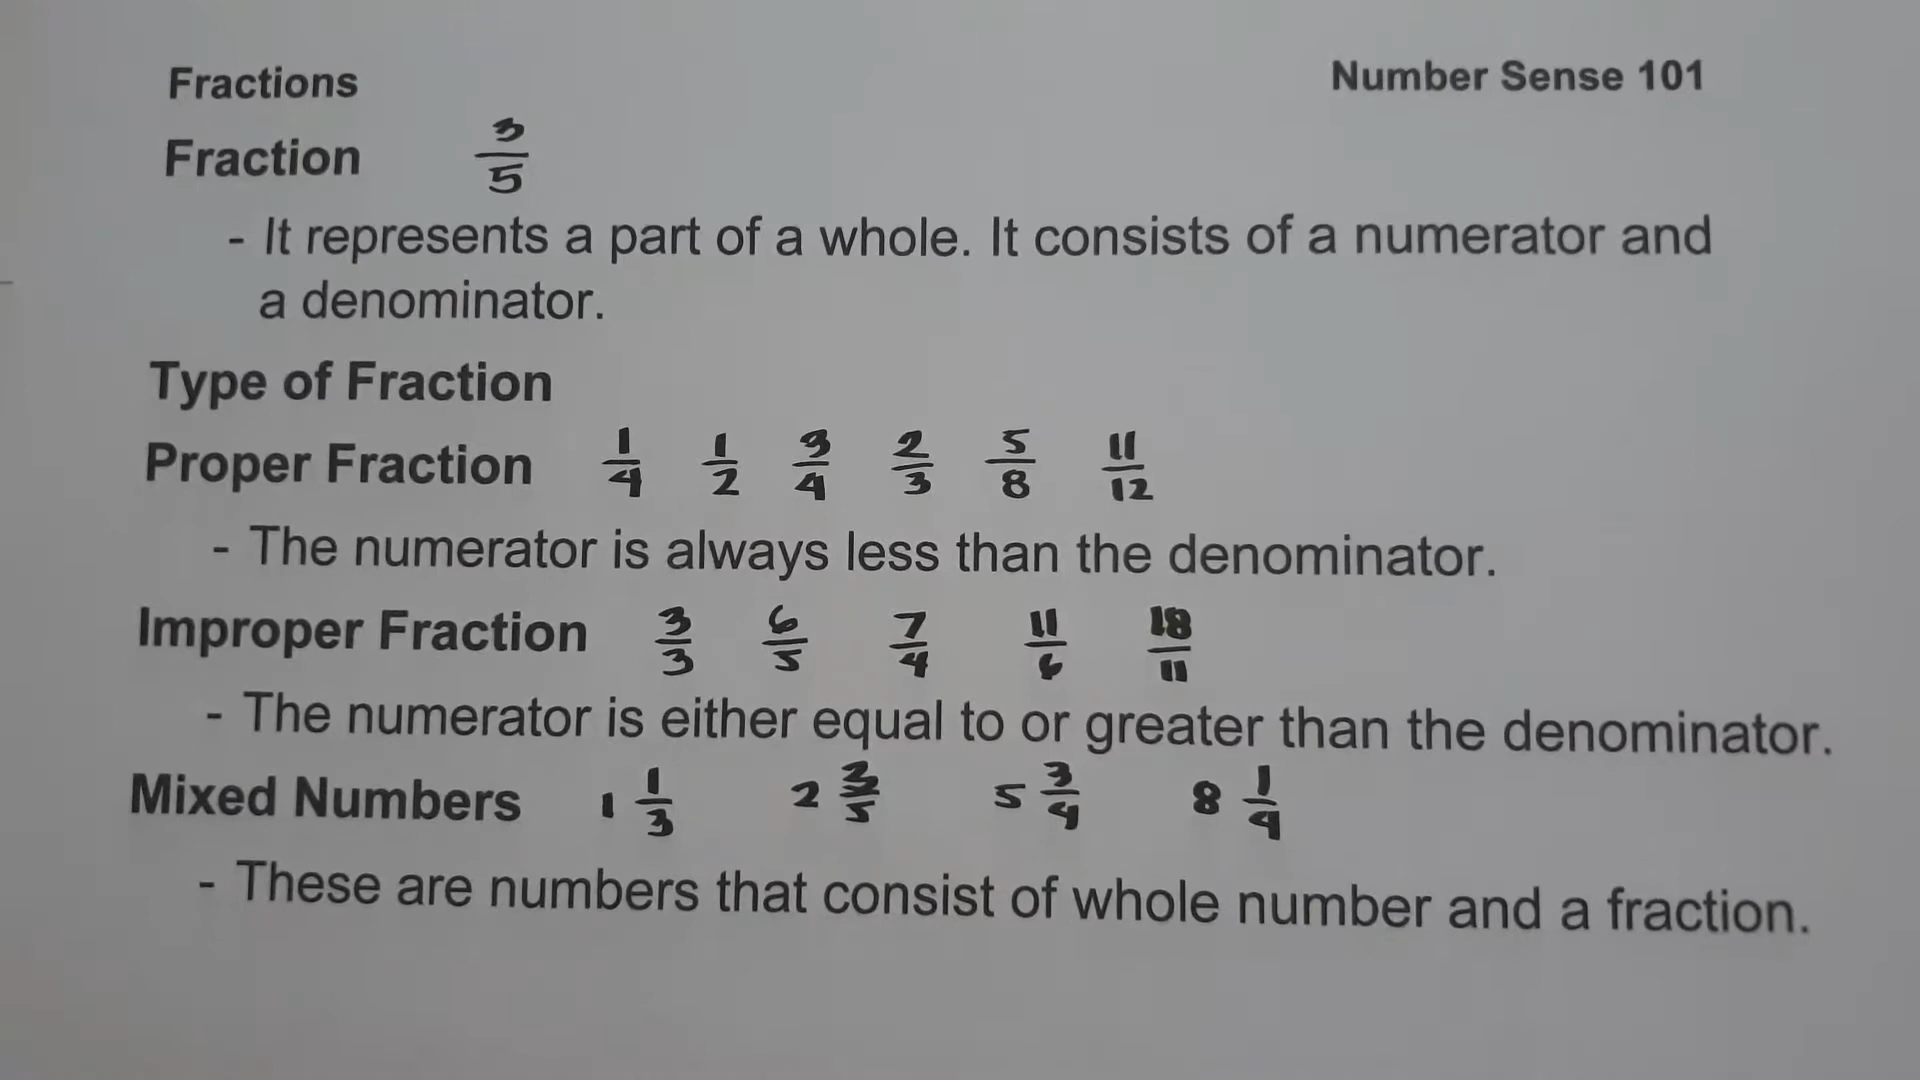 Fractions
Number Sense 101
Fraction 3/5
- It represents a part of a whole. It consists of a numerator and
a denominator.
Type of Fraction
Proper Fraction 1/4 1/2 3/4 2/3 5/8 11/12
- The numerator is always less than the denominator.
Improper Fraction 3/3 6/5 7/4 11/6 18/11
- The numerator is either equal to or greater than the denominator.
Mixed Numbers 1 1/3 2 /5 5 3/4 8 1/4
- These are numbers that consist of whole number and a fraction.